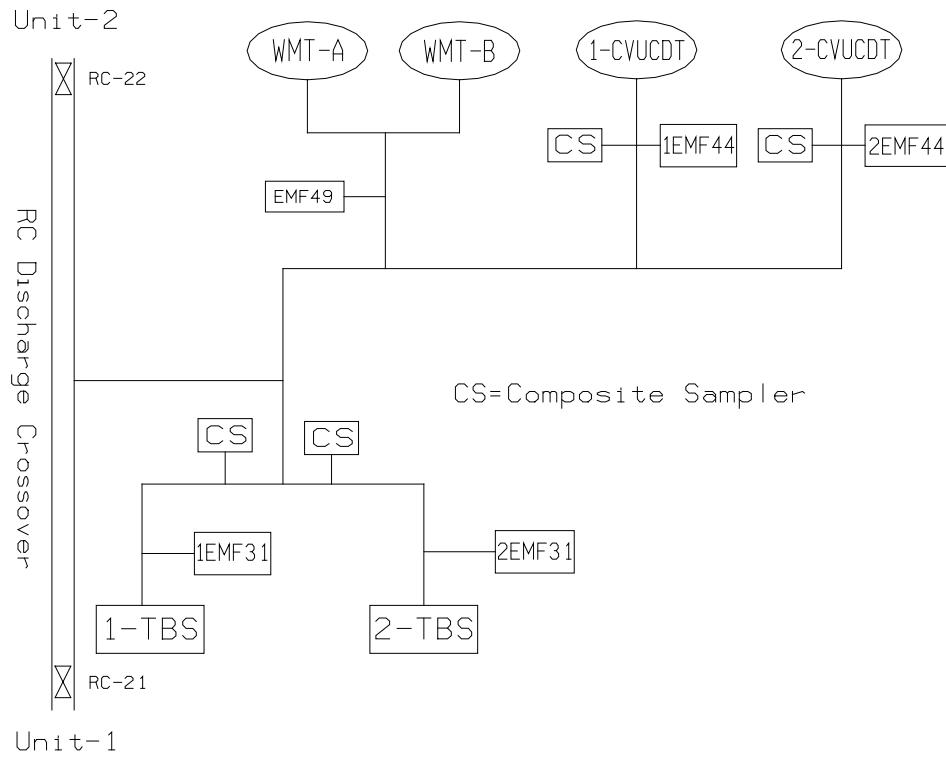 Unit-2
WMT-A
WMT-B
1-CVUCDT
2-CVUCDT
RC-22
CS
1EMF44
CS
2EMF44
EMF49
RC Discharge Crossover
CS=Composite Sampler
CS
CS
1EMF31
2EMF31
1-TBS
2-TBS
RC-21
Unit-1